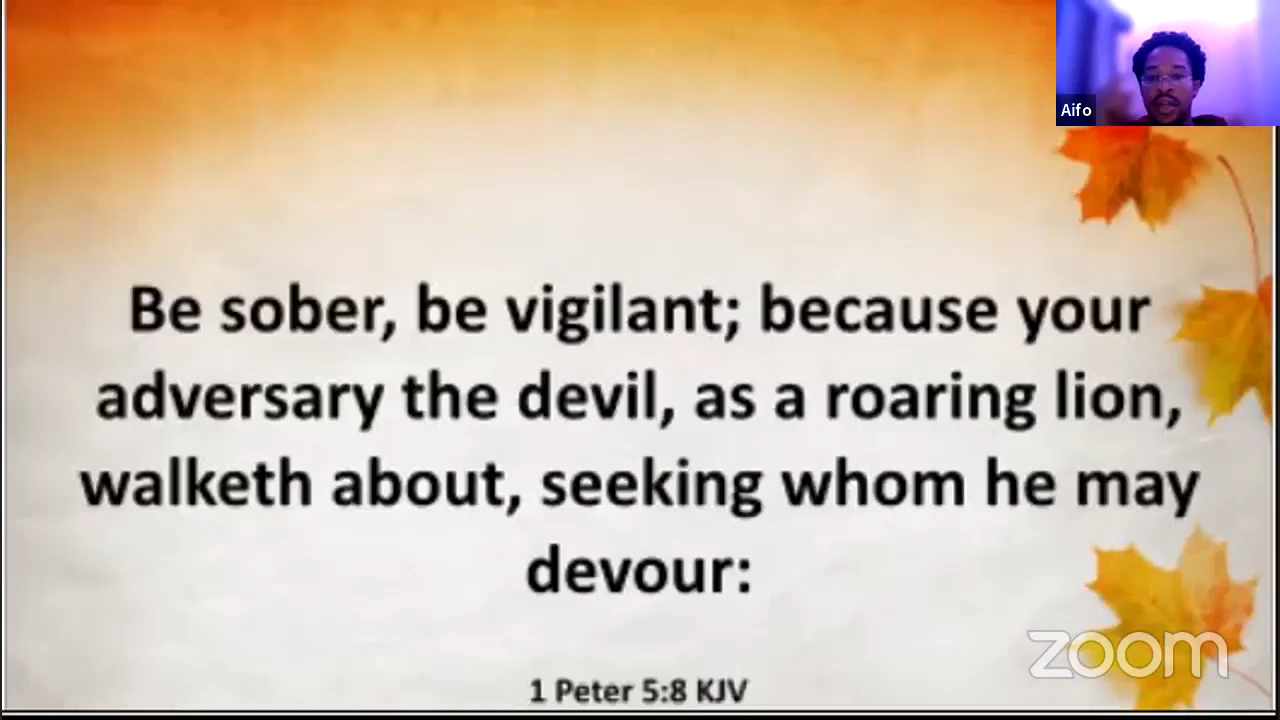 Aifo
Be sober, be vigilant; because your
adversary the devil, as a roaring lion,
walketh about, seeking whom he may
devour:
zoom
1 Peter 5:8 KJV